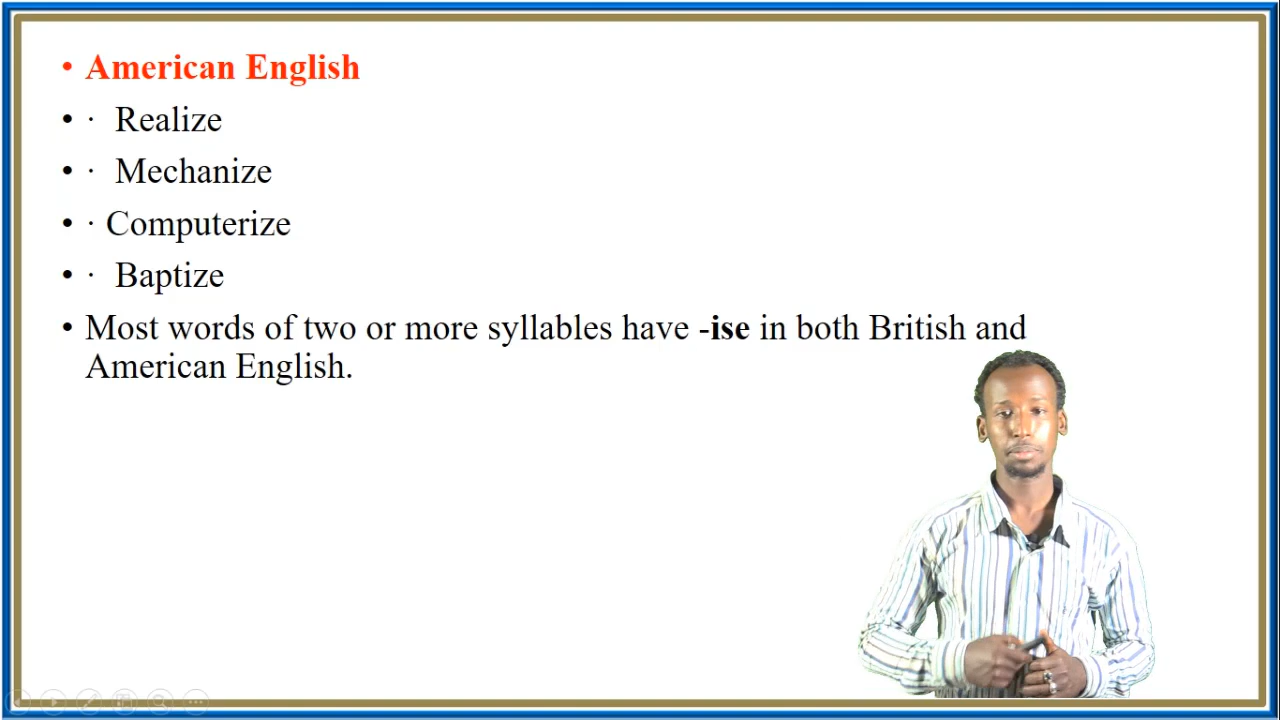 • American English
• · Realize
• · Mechanize
• · Computerize
• · Baptize
• Most words of two or more syllables have -ise in both British and
American English.